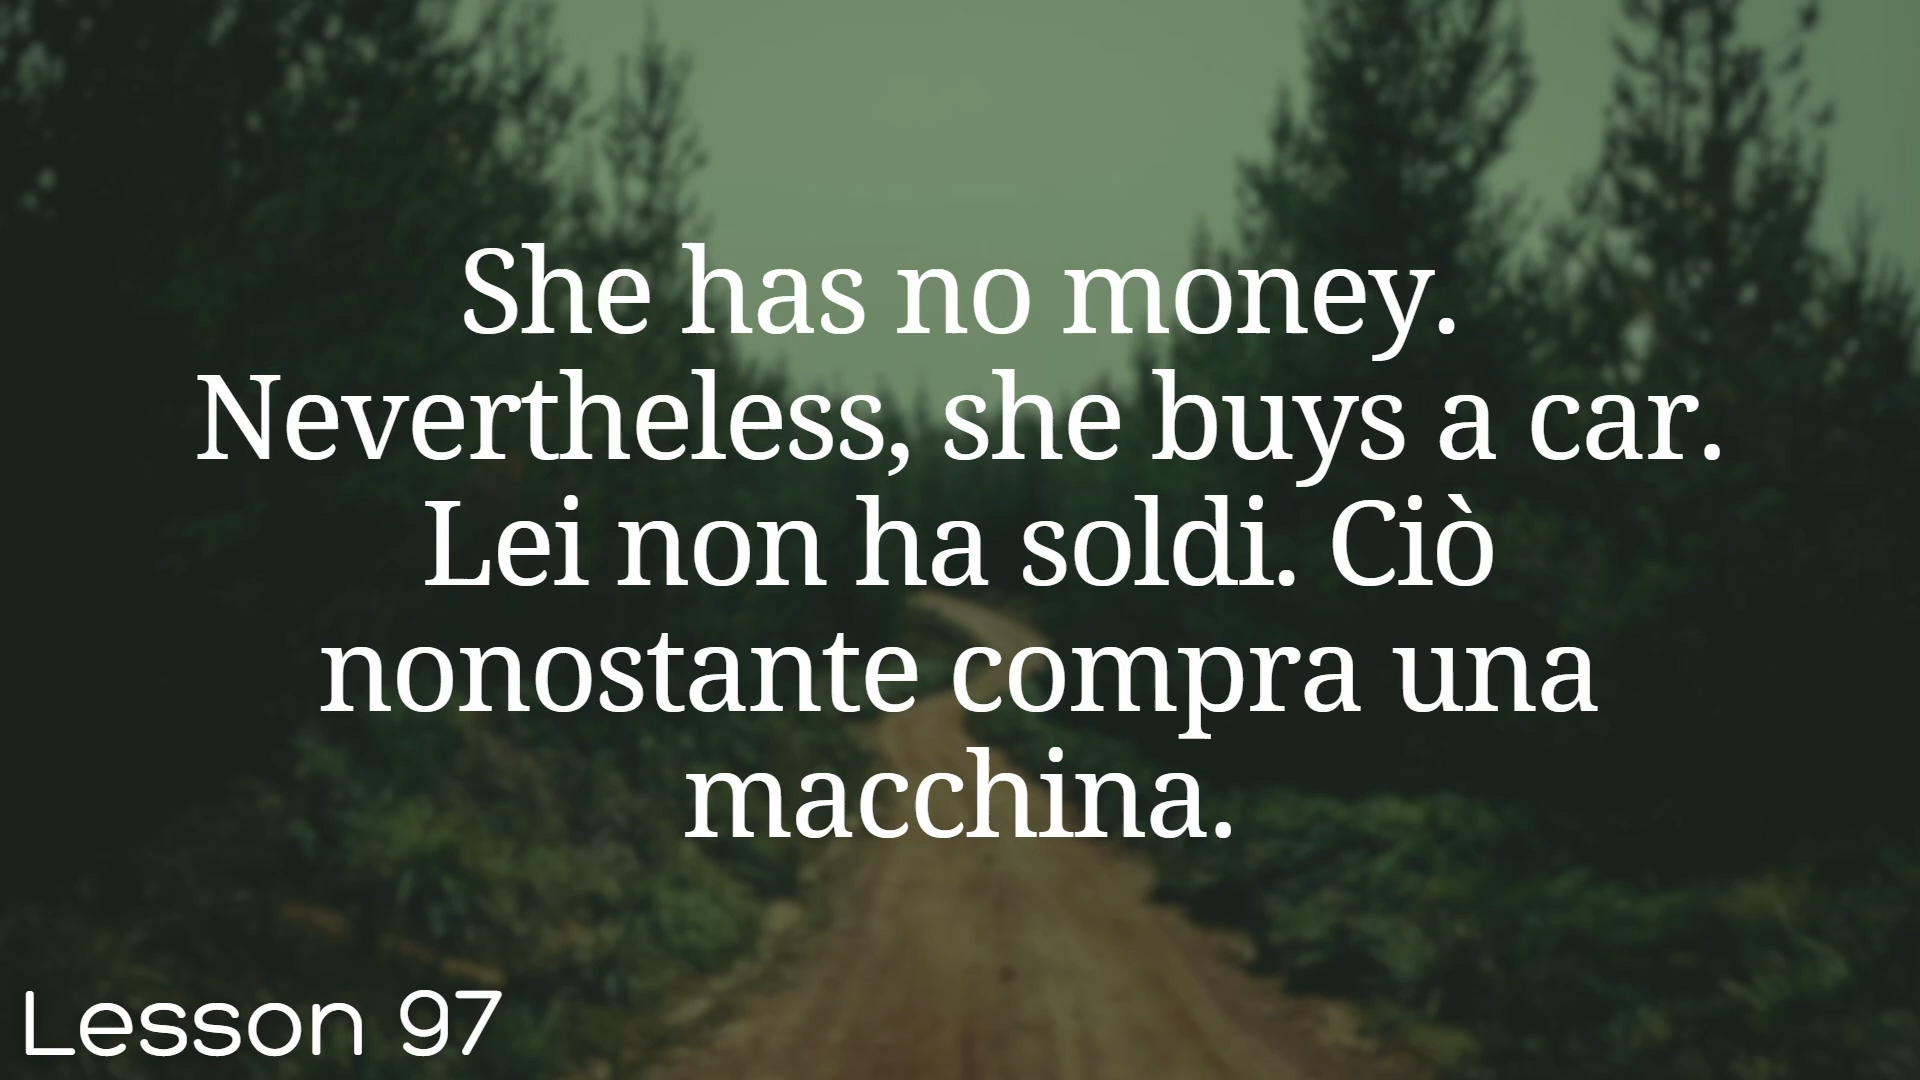 She has no money.
Nevertheless, she buys a car.
Lei non ha soldi. Ciò
nonostante compra una
macchina.
Lesson 97